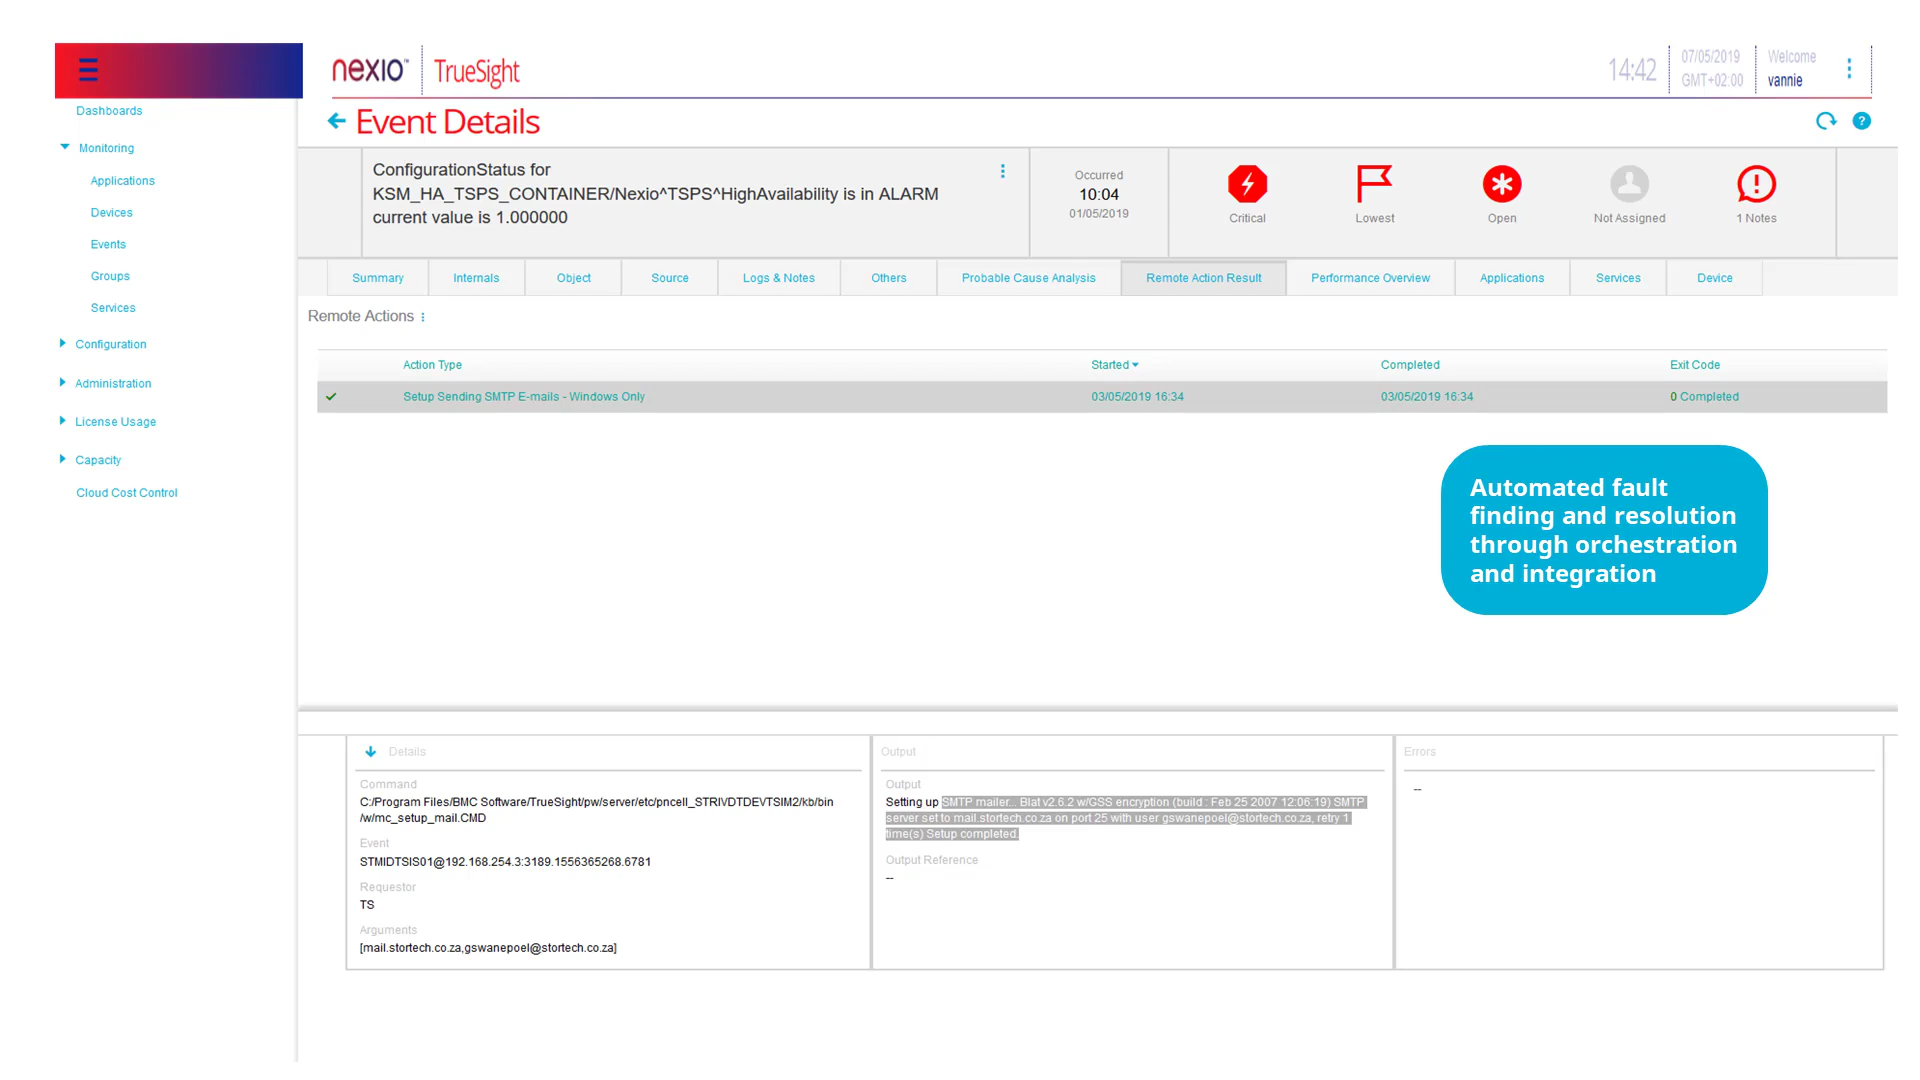 nexio™ TrueSight
14:42
07/05/2019
GMT+02:00
Welcome
vannie
Dashboards
Monitoring
Applications
Devices
Events
Groups
Services
Configuration
Administration
License Usage
Capacity
Cloud Cost Control
Event Details
?
ConfigurationStatus for
KSM_HA_TSPS_CONTAINER/Nexio^TSPS^HighAvailability is in ALARM
current value is 1.000000
Occurred
10:04
01/05/2019
Critical
Lowest
Open
Not Assigned
1 Notes
Summary
Internals
Object
Source
Logs & Notes
Others
Probable Cause Analysis
Remote Action Result
Performance Overview
Applications
Services
Device
Remote Actions
Action Type Started Completed Exit Code
Setup Sending SMTP E-mails - Windows Only 03/05/2019 16:34 03/05/2019 16:34 0 Completed
Automated fault
finding and resolution
through orchestration
and integration
Details
Command
C:/Program Files/BMC Software/TrueSight/pw/server/etc/pncell_STRIVDTDEVTSIM2/kb/bin
/w/mc_setup_mail.CMD
Event
STMIDTSIS01@192.168.254.3:3189.1556365268.6781
Requestor
TS
Arguments
[mail.stortech.co.za,gswanepoel@stortech.co.za]
Output
Output
Setting up SMTP mailer... Blat v2.6.2 w/GSS encryption (build : Feb 25 2007 12:06:19) SMTP
server set to mail.stortech.co.za on port 25 with user gswanepoel@stortech.co.za, retry 1
time(s) Setup completed.
Output Reference
--
Errors
--